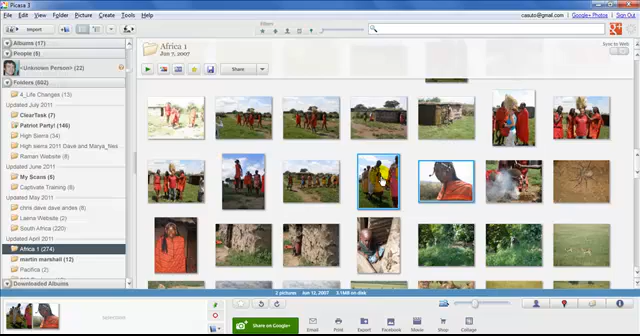 Picasa 3
File Edit View Folder Picture Create Tools Help
casuto@gmail.com | Google+ Photos | Sign Out
Import
Filters
Albums (17)
People (6)
<Unknown Person> (22)
Folders (602)
4_Life Changes (13)
Updated July 2011
ClearTask (7)
Patriot Party! (146)
High Sierra (34)
High sierra 2011 Dave and Marya_Nes
Raman Website (8)
Updated June 2011
My Scans (5)
Captivate Training (6)
Updated May 2011
chris dave dave andes (8)
Laena Website (2)
South Africa (220)
Updated April 2011
Africa 1 (274)
martin marshall (12)
Pacifica (2)
Downloaded Albums
Africa 1
Jun 7, 2007
Sync to Web
Share
2 pictures Jun 12, 2007 3.1MB on disk
Selection
Share on Google+
Email
Print
Export
Facebook
Movie
Shop
Collage